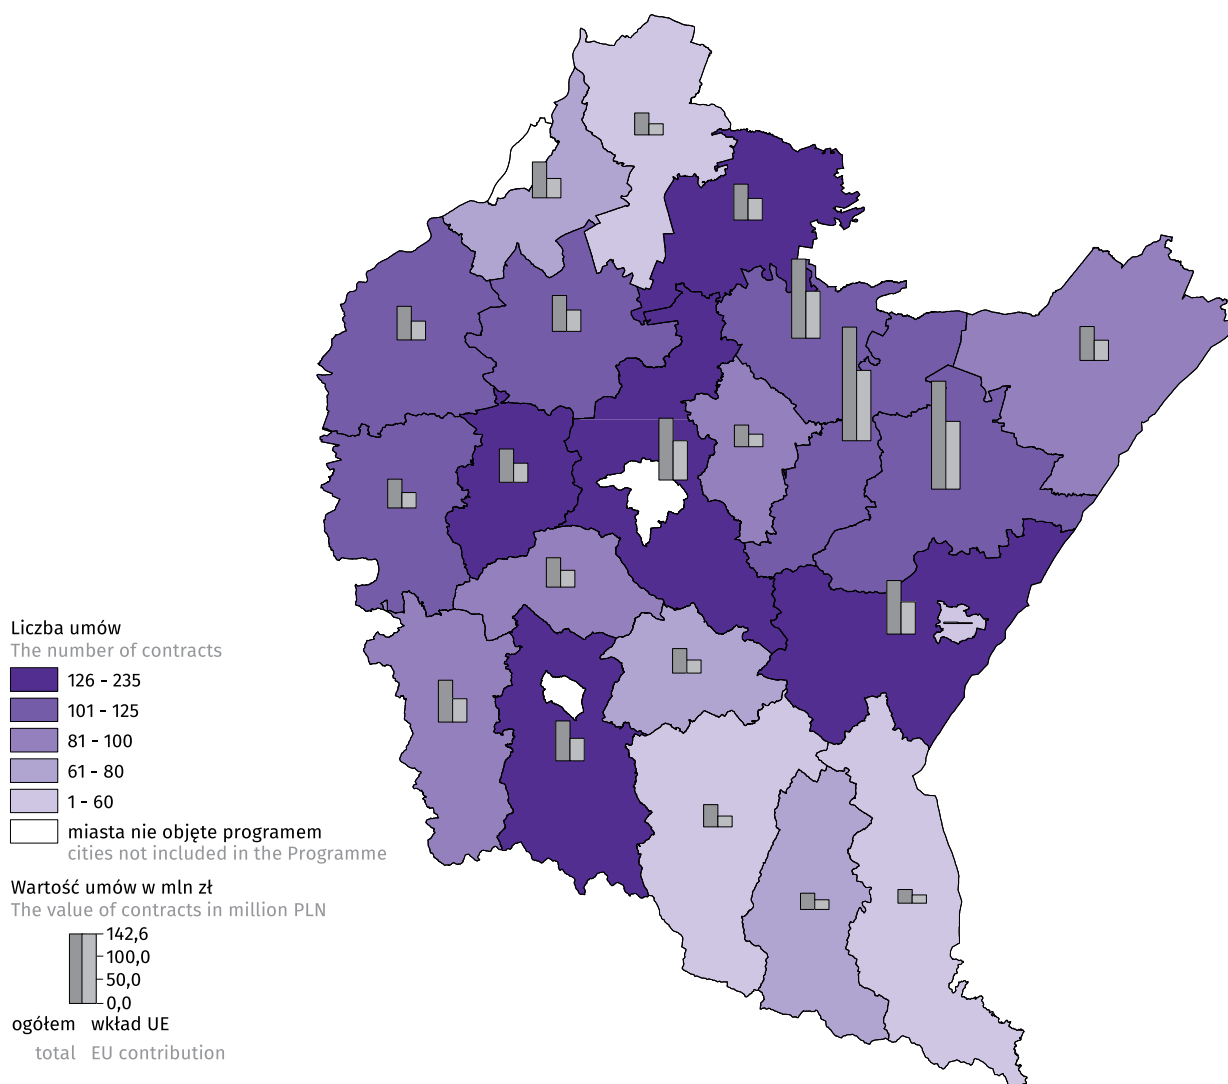 Liczba umów
The number of contracts
126 - 235
101 - 125
81 - 100
61 - 80
1 - 60
miasta nie objęte programem
cities not included in the Programme
Wartość umów w mln zł
The value of contracts in million PLN
142,6
100,0
50,0
0,0
ogółem wkład UE
total EU contribution